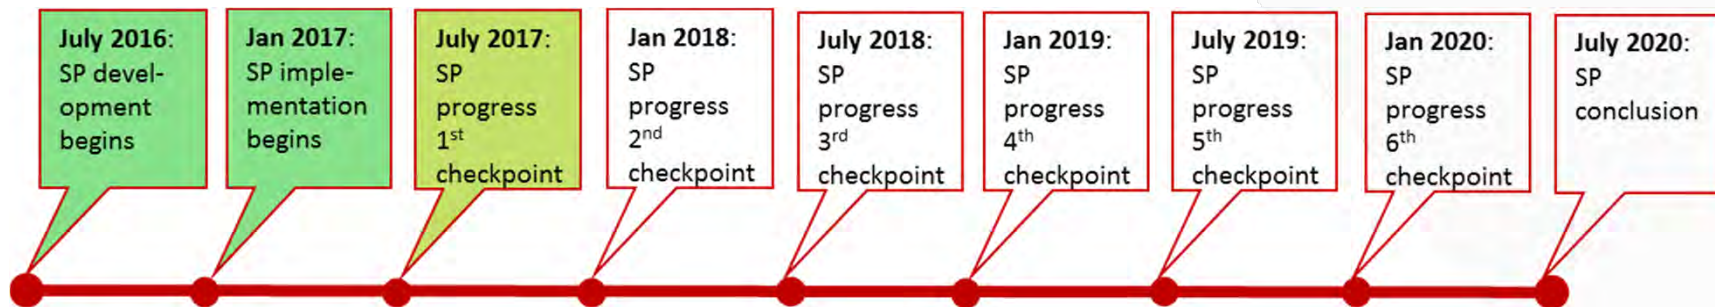 July 2016:
SP devel-
opment
begins
Jan 2017:
SP imple-
mentation
begins
July 2017:
SP
progress
1st
checkpoint
Jan 2018:
SP
progress
2nd
checkpoint
July 2018:
SP
progress
3rd
checkpoint
Jan 2019:
SP
progress
4th
checkpoint
July 2019:
SP
progress
5th
checkpoint
Jan 2020:
SP
progress
6th
checkpoint
July 2020:
SP
conclusion